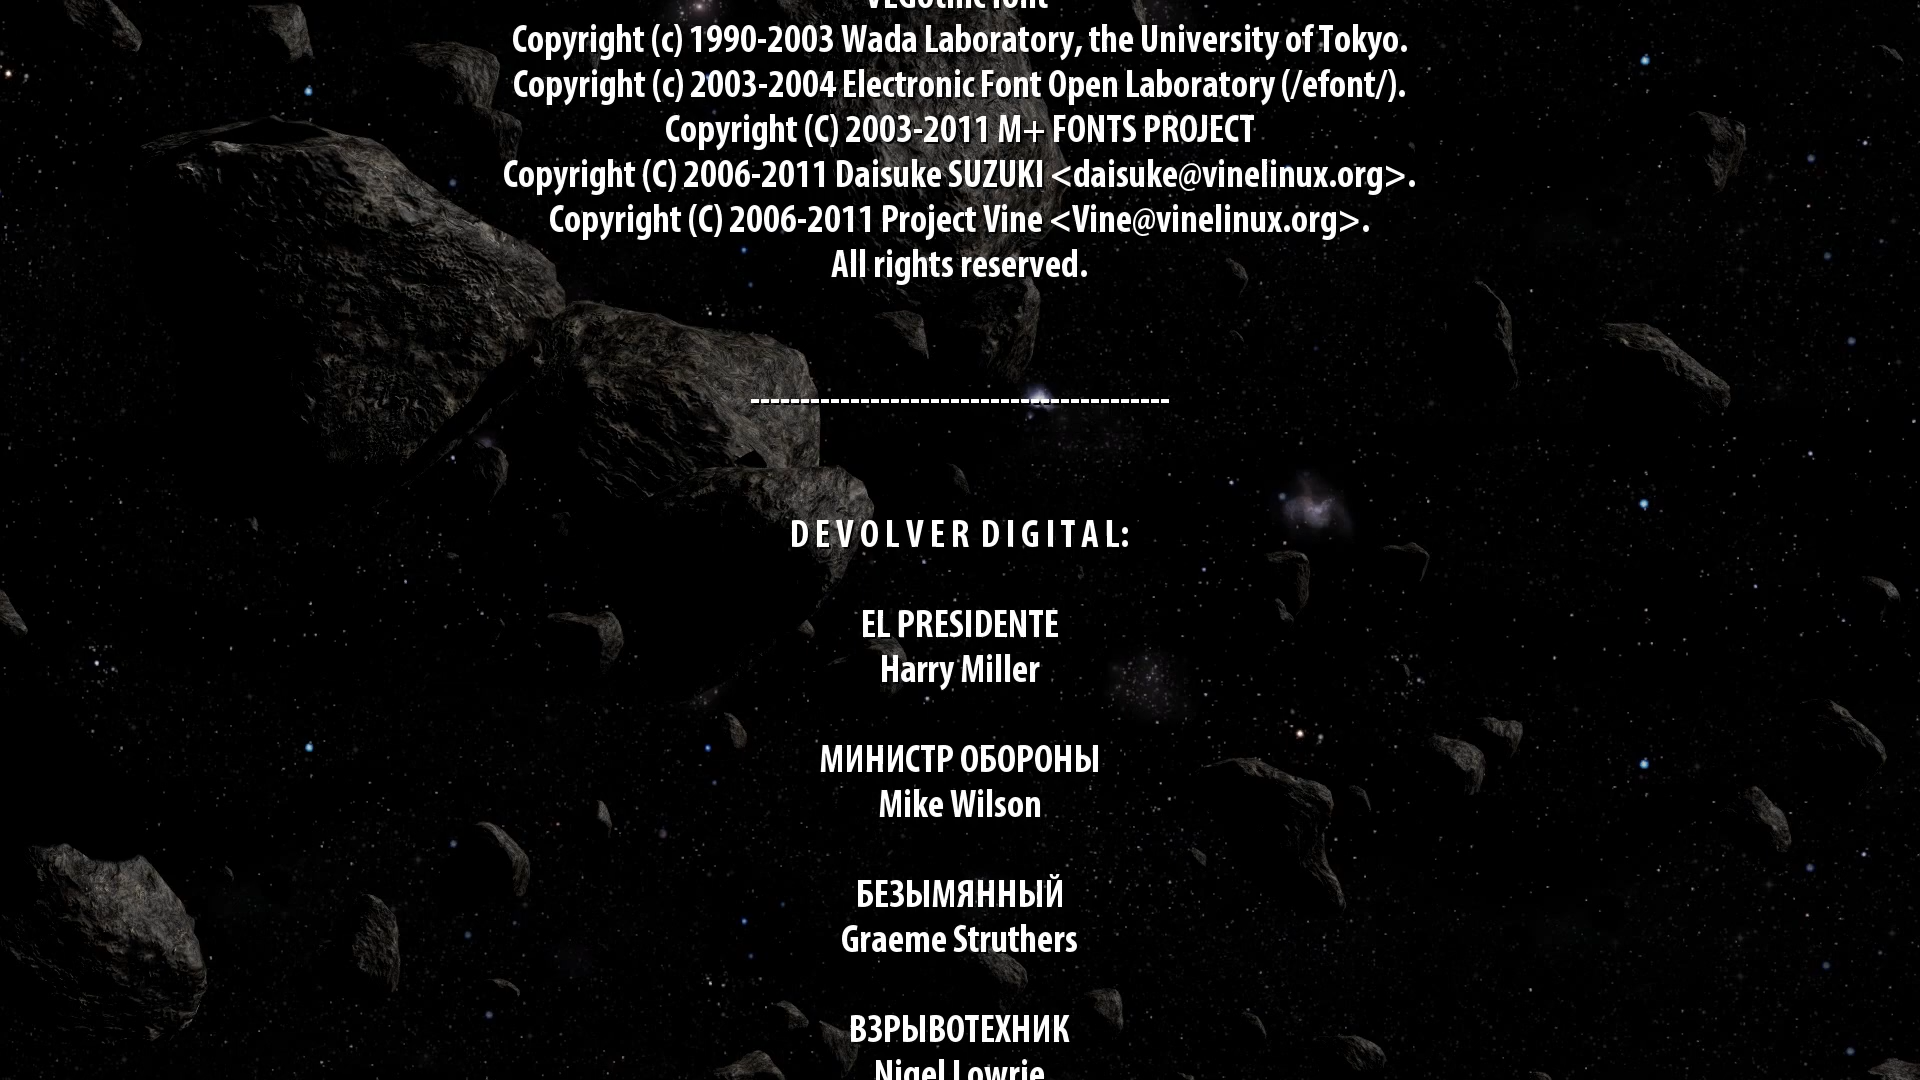 VLGothic font
Copyright (c) 1990-2003 Wada Laboratory, the University of Tokyo.
Copyright (c) 2003-2004 Electronic Font Open Laboratory (/efont/).
Copyright (C) 2003-2011 M+ FONTS PROJECT
Copyright (C) 2006-2011 Daisuke SUZUKI <daisuke@vinelinux.org>.
Copyright (C) 2006-2011 Project Vine <Vine@vinelinux.org>.
All rights reserved.
------------------------------------------
D E V O L V E R D I G I T A L:
EL PRESIDENTE
Harry Miller
МИНИСТР ОБОРОНЫ
Mike Wilson
БЕЗЫМЯННЫЙ
Graeme Struthers
ВЗРЫВОТЕХНИК
Nigel Lowrie